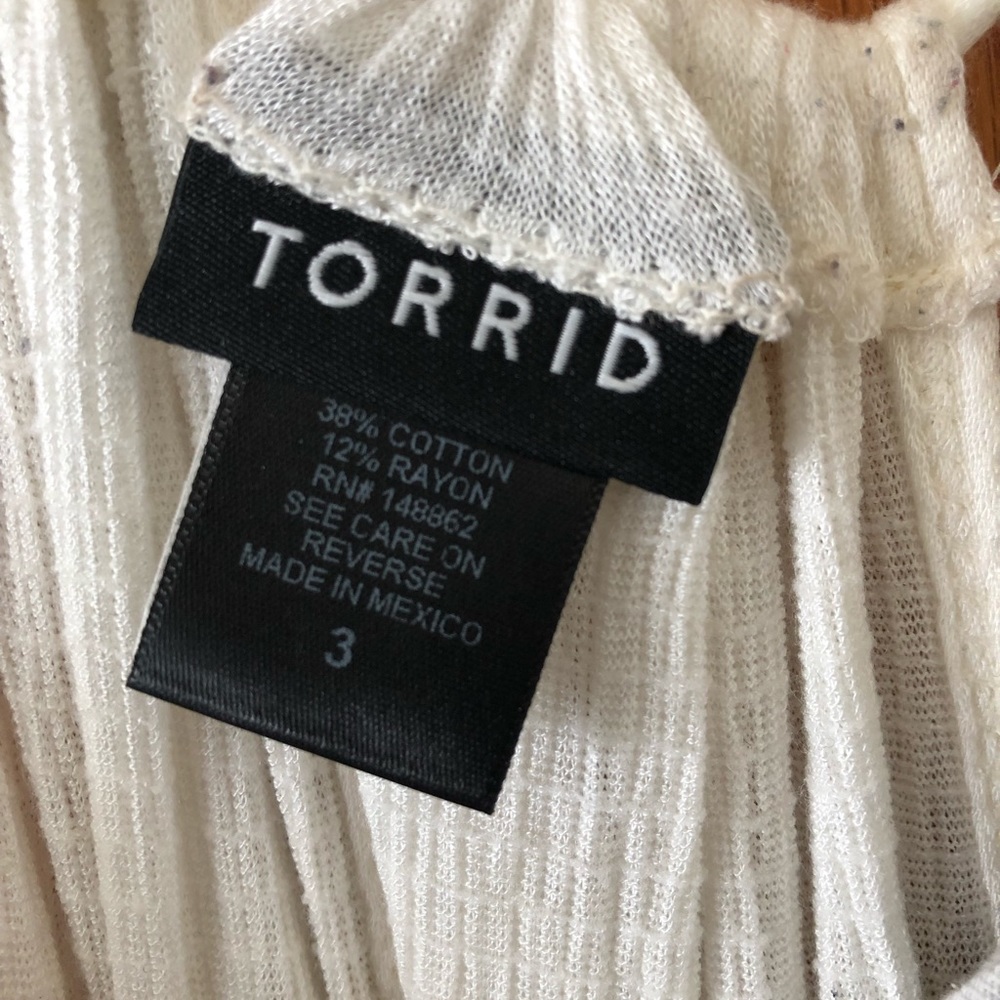 TORRID
38% COTTON
12% RAYON
RN# 148862
SEE CARE ON
REVERSE
MADE IN MEXICO
3